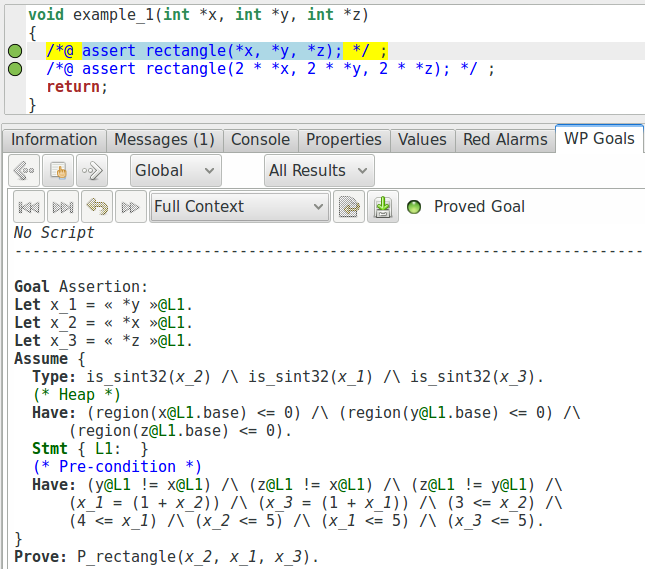 void example_1(int *x, int *y, int *z)
{
/*@ assert rectangle(*x, *y, *z); */ ;
/*@ assert rectangle(2 * *x, 2 * *y, 2 * *z); */ ;
return;
}
Information Messages (1) Console Properties Values Red Alarms WP Goals
Global All Results
Full Context Proved Goal
No Script
--------------------------------------------------------------------------
Goal Assertion:
Let x_1 = « *y »@L1.
Let x_2 = « *x »@L1.
Let x_3 = « *z »@L1.
Assume {
Type: is_sint32(x_2) /\ is_sint32(x_1) /\ is_sint32(x_3).
(* Heap *)
Have: (region(x@L1.base) <= 0) /\ (region(y@L1.base) <= 0) /\
(region(z@L1.base) <= 0).
Stmt { L1: }
(* Pre-condition *)
Have: (y@L1 != x@L1) /\ (z@L1 != x@L1) /\ (z@L1 != y@L1) /\
(x_1 = (1 + x_2)) /\ (x_3 = (1 + x_1)) /\ (3 <= x_2) /\
(4 <= x_1) /\ (x_2 <= 5) /\ (x_1 <= 5) /\ (x_3 <= 5).
}
Prove: P_rectangle(x_2, x_1, x_3).